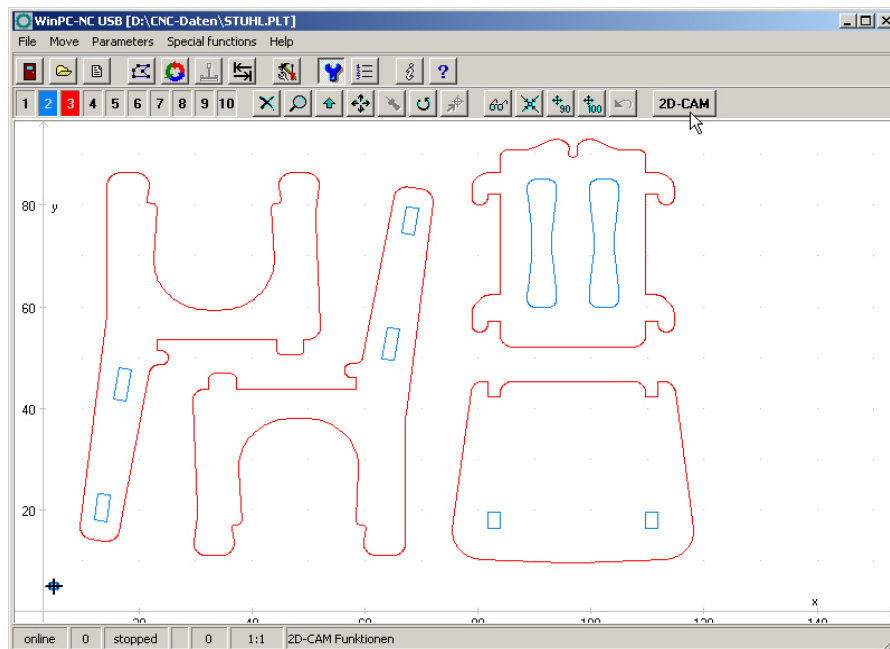 WinPC-NC USB [D:\CNC-Daten\STUHL.PLT]
File Move Parameters Special functions Help
1 2 3 4 5 6 7 8 9 10 90 100 2D-CAM
80 y
60
40
20
x
20 40 60 80 100 120 140
online 0 stopped 0 1:1 2D-CAM Funktionen